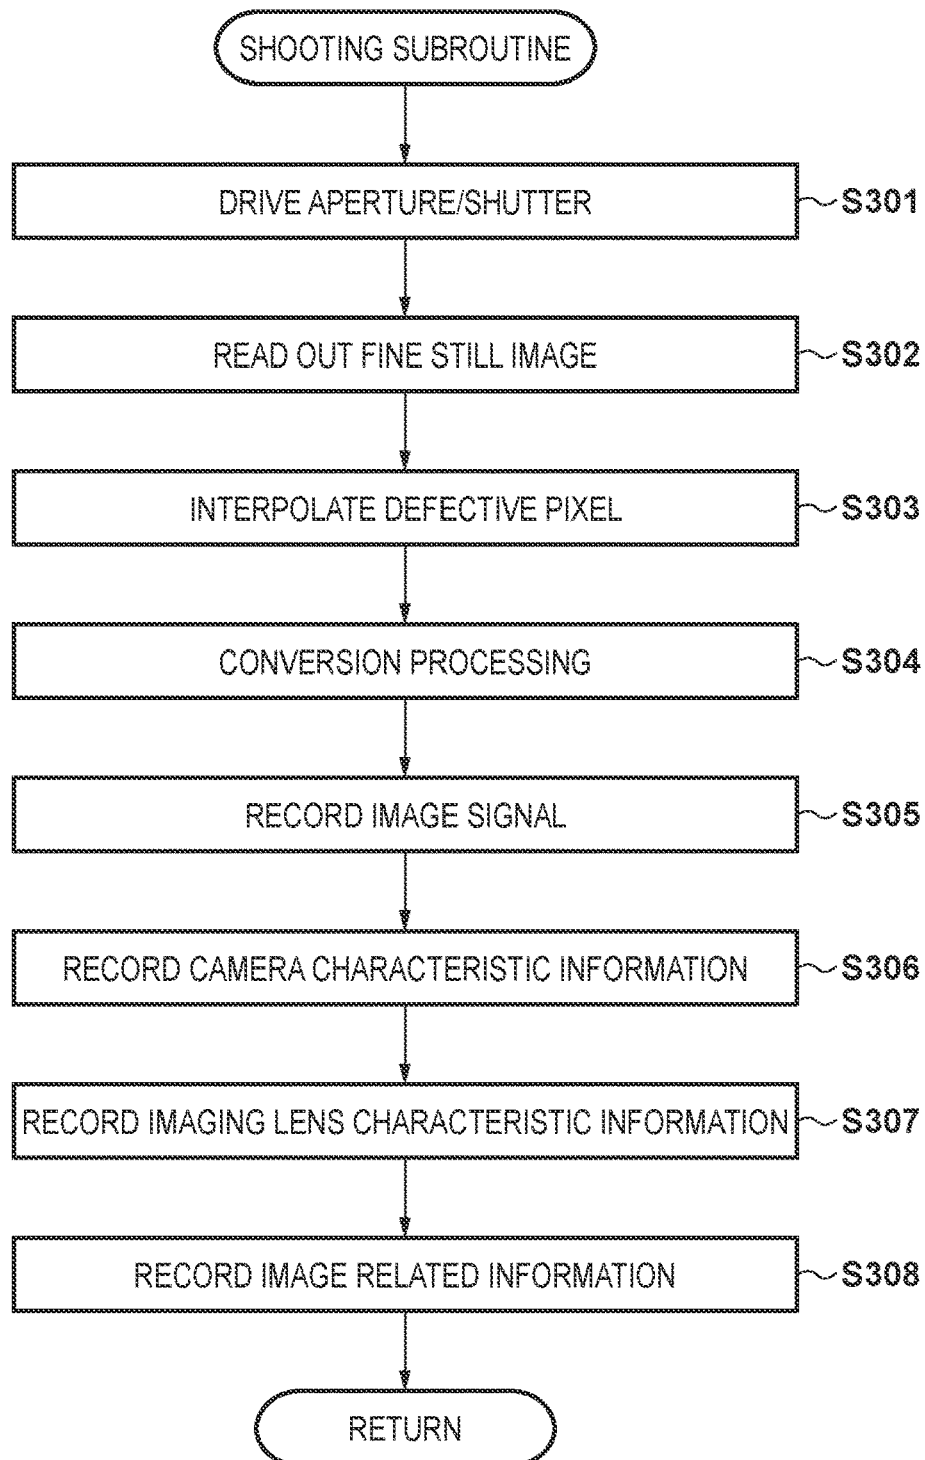 SHOOTING SUBROUTINE
DRIVE APERTURE/SHUTTER
S301
READ OUT FINE STILL IMAGE
S302
INTERPOLATE DEFECTIVE PIXEL
S303
CONVERSION PROCESSING
S304
RECORD IMAGE SIGNAL
S305
RECORD CAMERA CHARACTERISTIC INFORMATION
S306
RECORD IMAGING LENS CHARACTERISTIC INFORMATION
S307
RECORD IMAGE RELATED INFORMATION
S308
RETURN